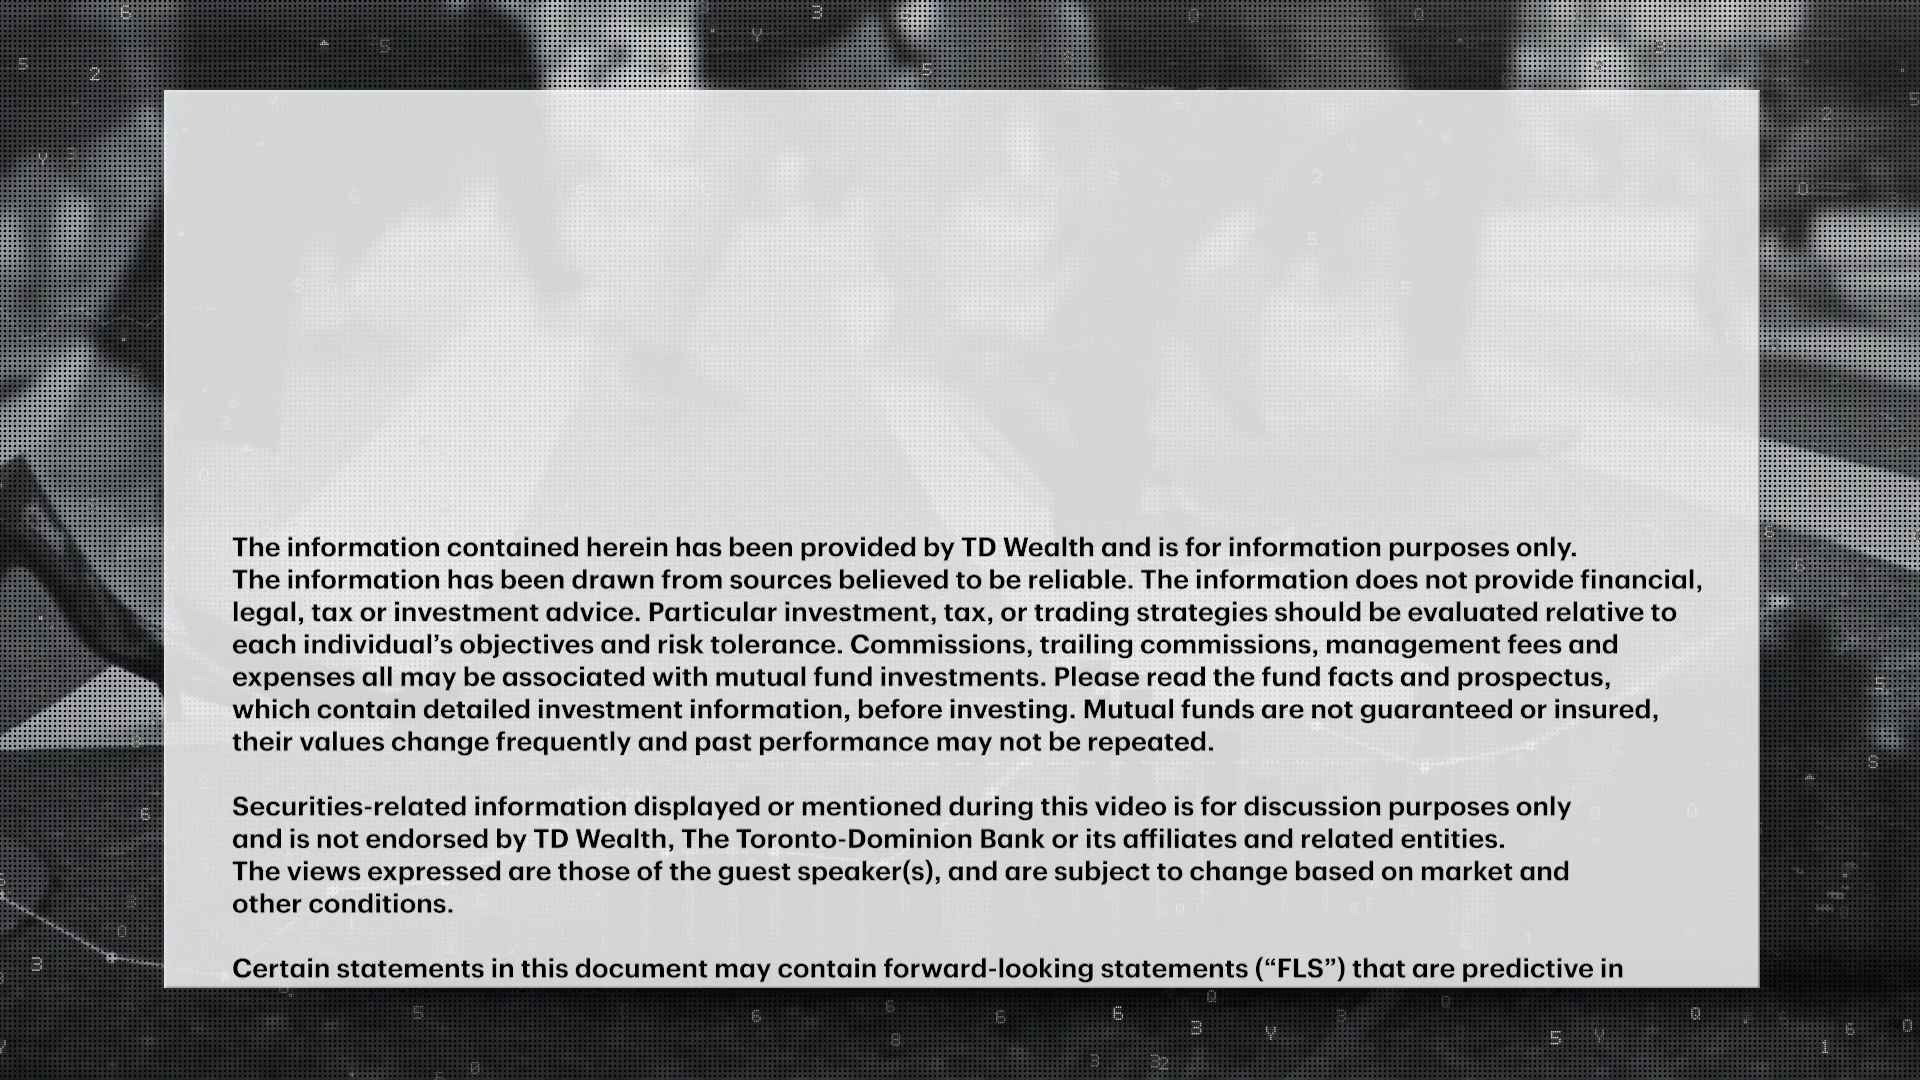 The information contained herein has been provided by TD Wealth and is for information purposes only.
The information has been drawn from sources believed to be reliable. The information does not provide financial,
legal, tax or investment advice. Particular investment, tax, or trading strategies should be evaluated relative to
each individual’s objectives and risk tolerance. Commissions, trailing commissions, management fees and
expenses all may be associated with mutual fund investments. Please read the fund facts and prospectus,
which contain detailed investment information, before investing. Mutual funds are not guaranteed or insured,
their values change frequently and past performance may not be repeated.
Securities-related information displayed or mentioned during this video is for discussion purposes only
and is not endorsed by TD Wealth, The Toronto-Dominion Bank or its affiliates and related entities.
The views expressed are those of the guest speaker(s), and are subject to change based on market and
other conditions.
Certain statements in this document may contain forward-looking statements (“FLS”) that are predictive in